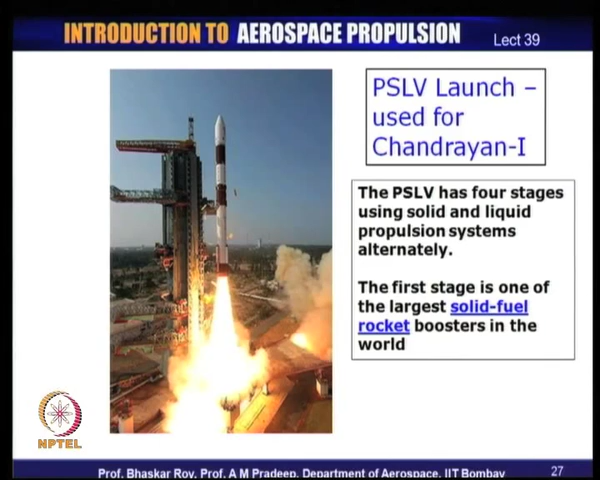 INTRODUCTION TO AEROSPACE PROPULSION
Lect 39
PSLV Launch –
used for
Chandrayan-I
The PSLV has four stages
using solid and liquid
propulsion systems
alternately.
The first stage is one of
the largest solid-fuel
rocket boosters in the
world
NPTEL
Prof. Bhaskar Roy, Prof. A M Pradeep, Department of Aerospace, IIT Bombay
27